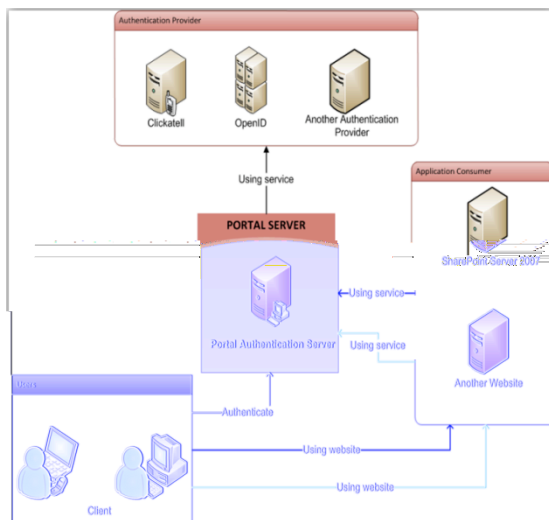 Authentication Provider
Clickatell
OpenID
Another Authentication
Provider
Using service
Application Consumer
PORTAL SERVER
SharePoint Server 2007
Using service
Portal Authentication Server
Using service
Another Website
Users
Authenticate
Using website
Using website
Client